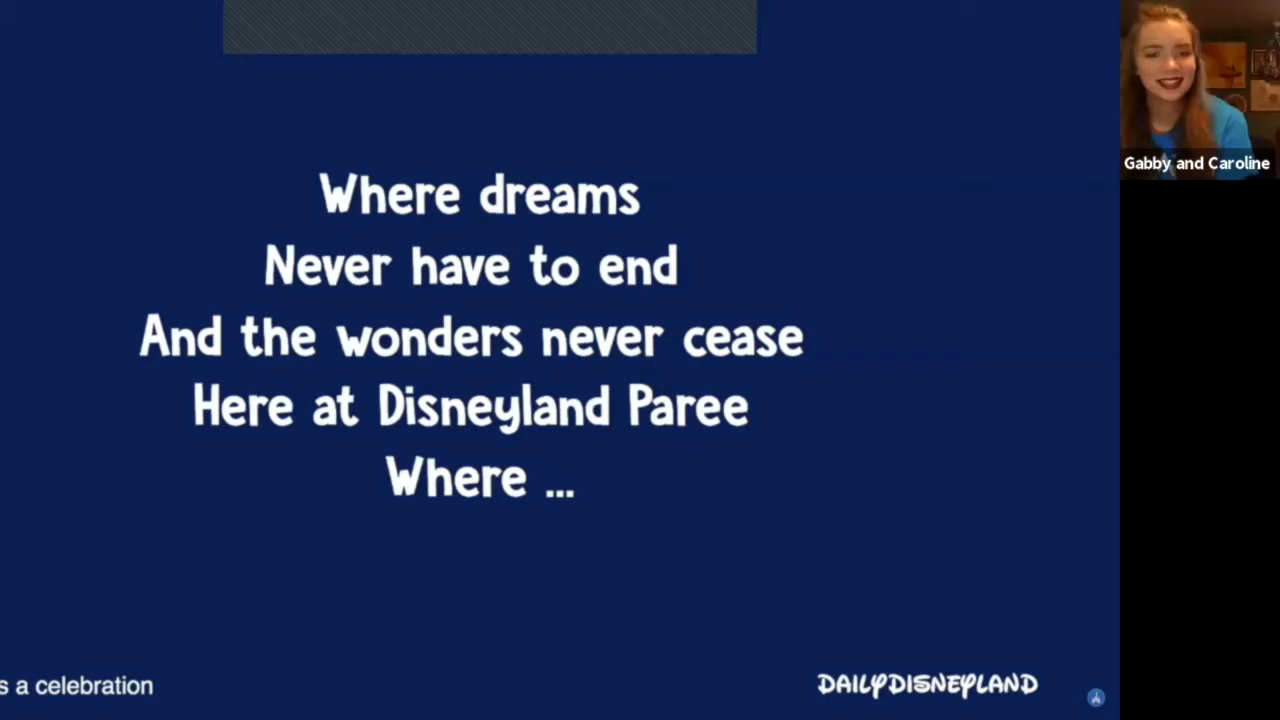 Where dreams
Never have to end
And the wonders never cease
Here at Disneyland Paree
Where ...
s a celebration
DAILYDISNEYLAND
Gabby and Caroline